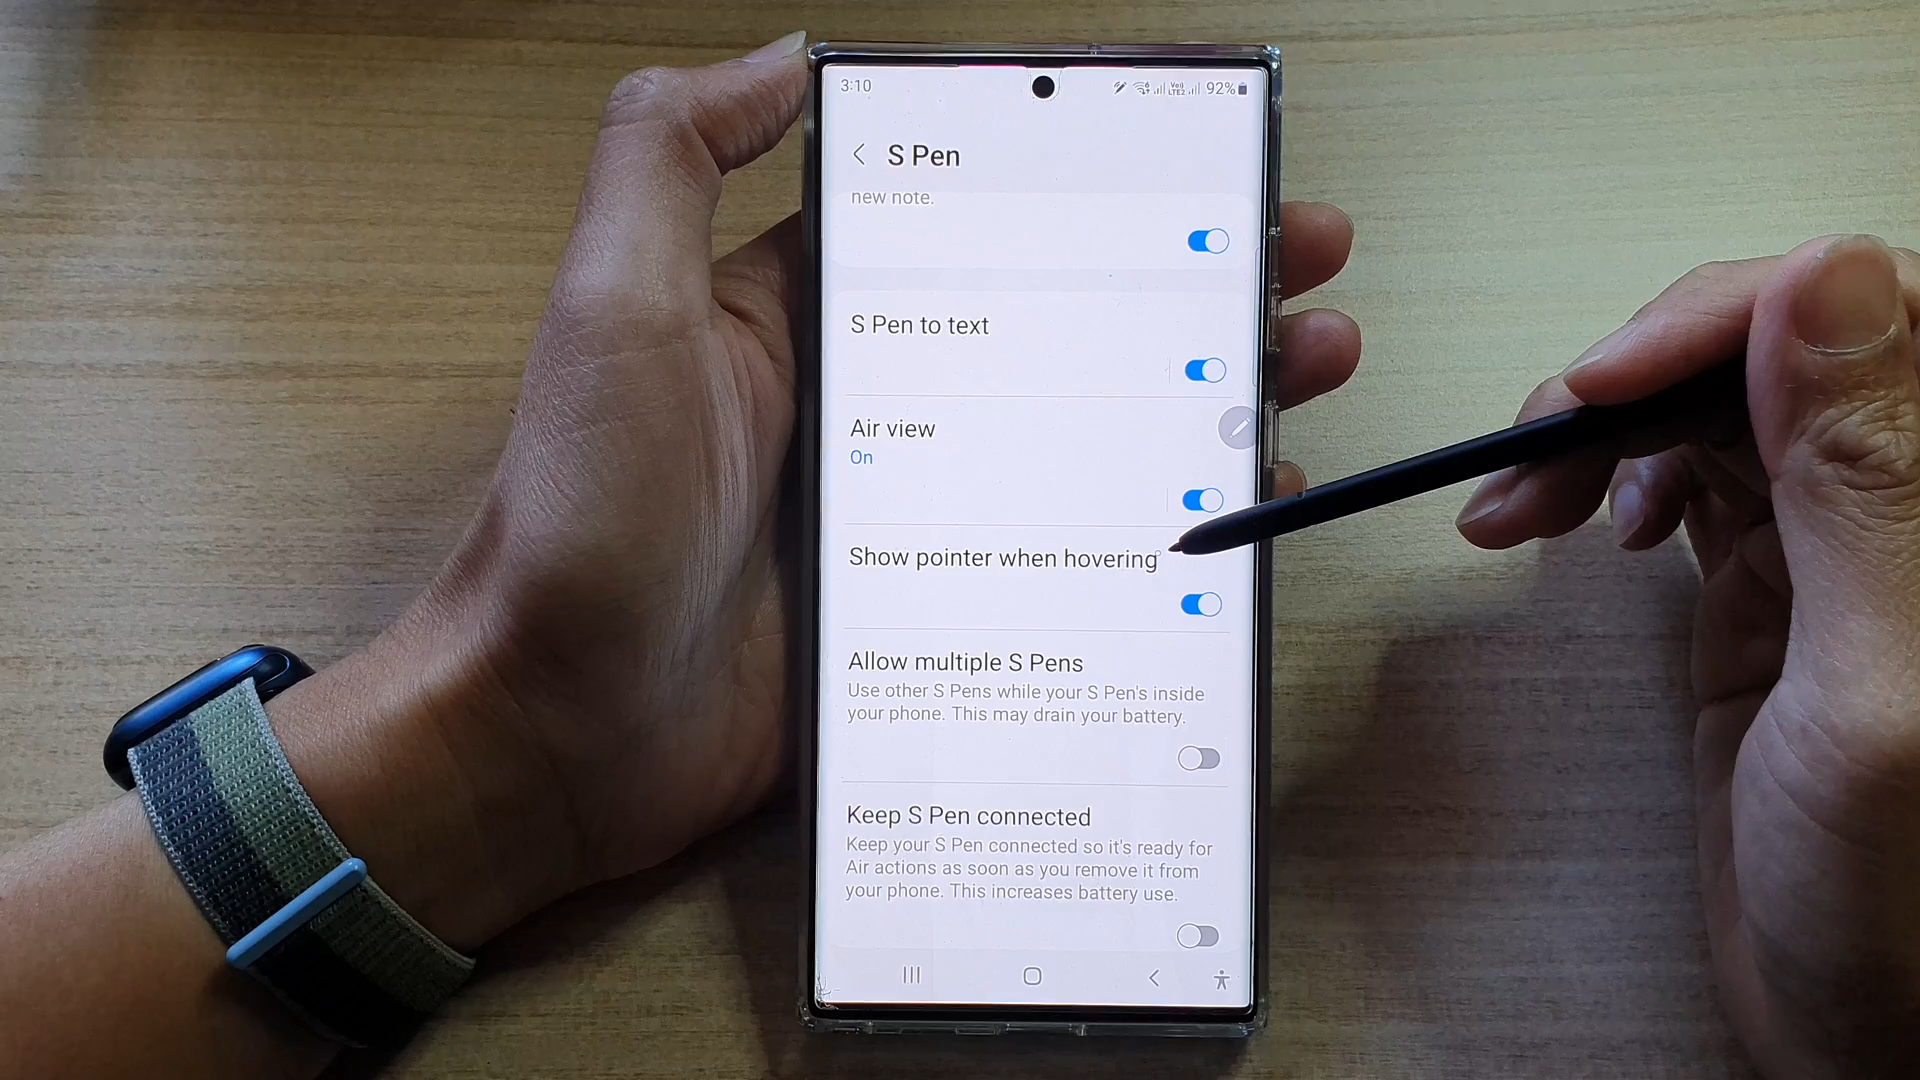 3:10
Vo)
LTE2
92%
S Pen
new note.
S Pen to text
Air view
On
Show pointer when hovering
Allow multiple S Pens
Use other S Pens while your S Pen's inside
your phone. This may drain your battery.
Keep S Pen connected
Keep your S Pen connected so it's ready for
Air actions as soon as you remove it from
your phone. This increases battery use.